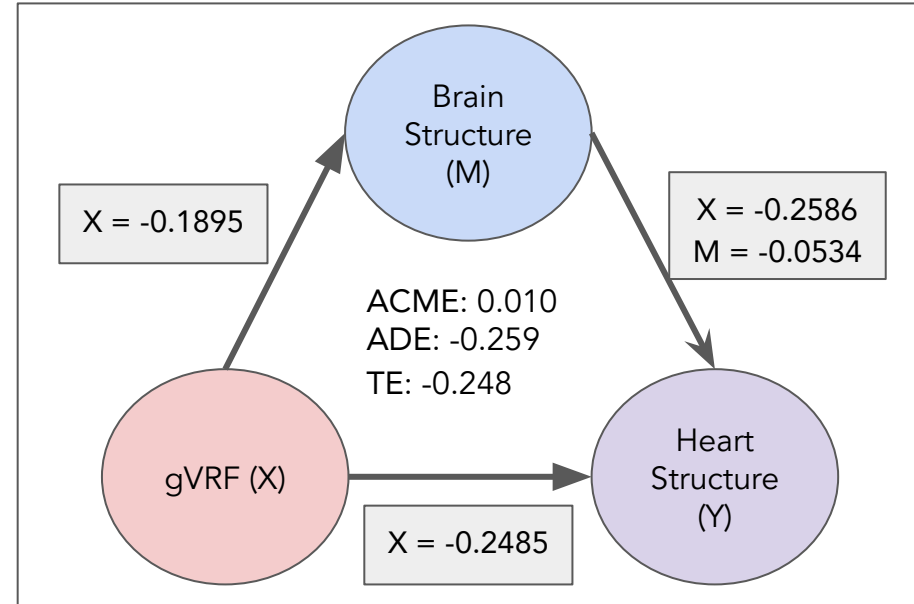 Brain
Structure
(M)
X = -0.1895
X = -0.2586
M = -0.0534
ACME: 0.010
ADE: -0.259
TE: -0.248
gVRF (X)
Heart
Structure
(Y)
X = -0.2485